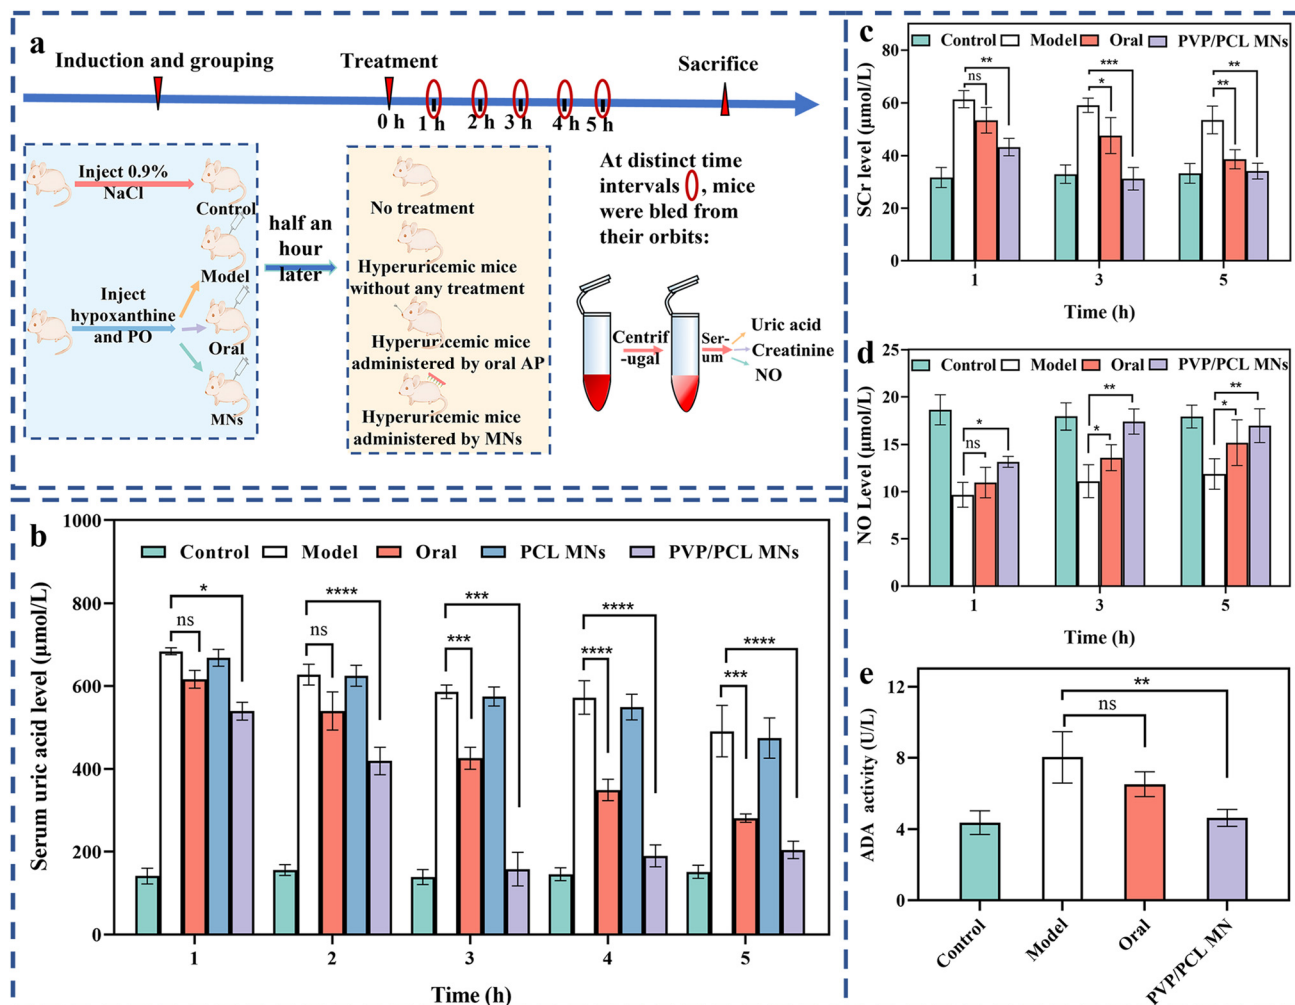 a
Induction and grouping
Treatment
Sacrifice
0 h
1 h
2 h
3 h
4 h
5 h
Inject 0.9%
NaCl
Control
Model
Inject
hypoxanthine
and PO
Oral
MNs
half an
hour
later
No treatment
Hyperuricemic mice
without any treatment
Hyperuricemic mice
administered by oral AP
Hyperuricemic mice
administered by MNs
At distinct time
intervals , mice
were bled from
their orbits:
Centrif
-ugal
Ser-
um
Uric acid
Creatinine
NO
b
Serum uric acid level (μmol/L)
1000
800
600
400
200
0
Control Model Oral PCL MNs PVP/PCL MNs
* **** *** **** ****
ns ns *** **** ***
1 2 3 4 5
Time (h)
c
SCr level (μmol/L)
80
60
40
20
0
Control Model Oral PVP/PCL MNs
** *** **
ns * **
1 3 5
Time (h)
d
NO Level (μmol/L)
25
20
15
10
5
0
Control Model Oral PVP/PCL MNs
* ** **
ns * *
1 3 5
Time (h)
e
ADA activity (U/L)
12
8
4
0
**
ns
Control
Model
Oral
PVP/PCL MN